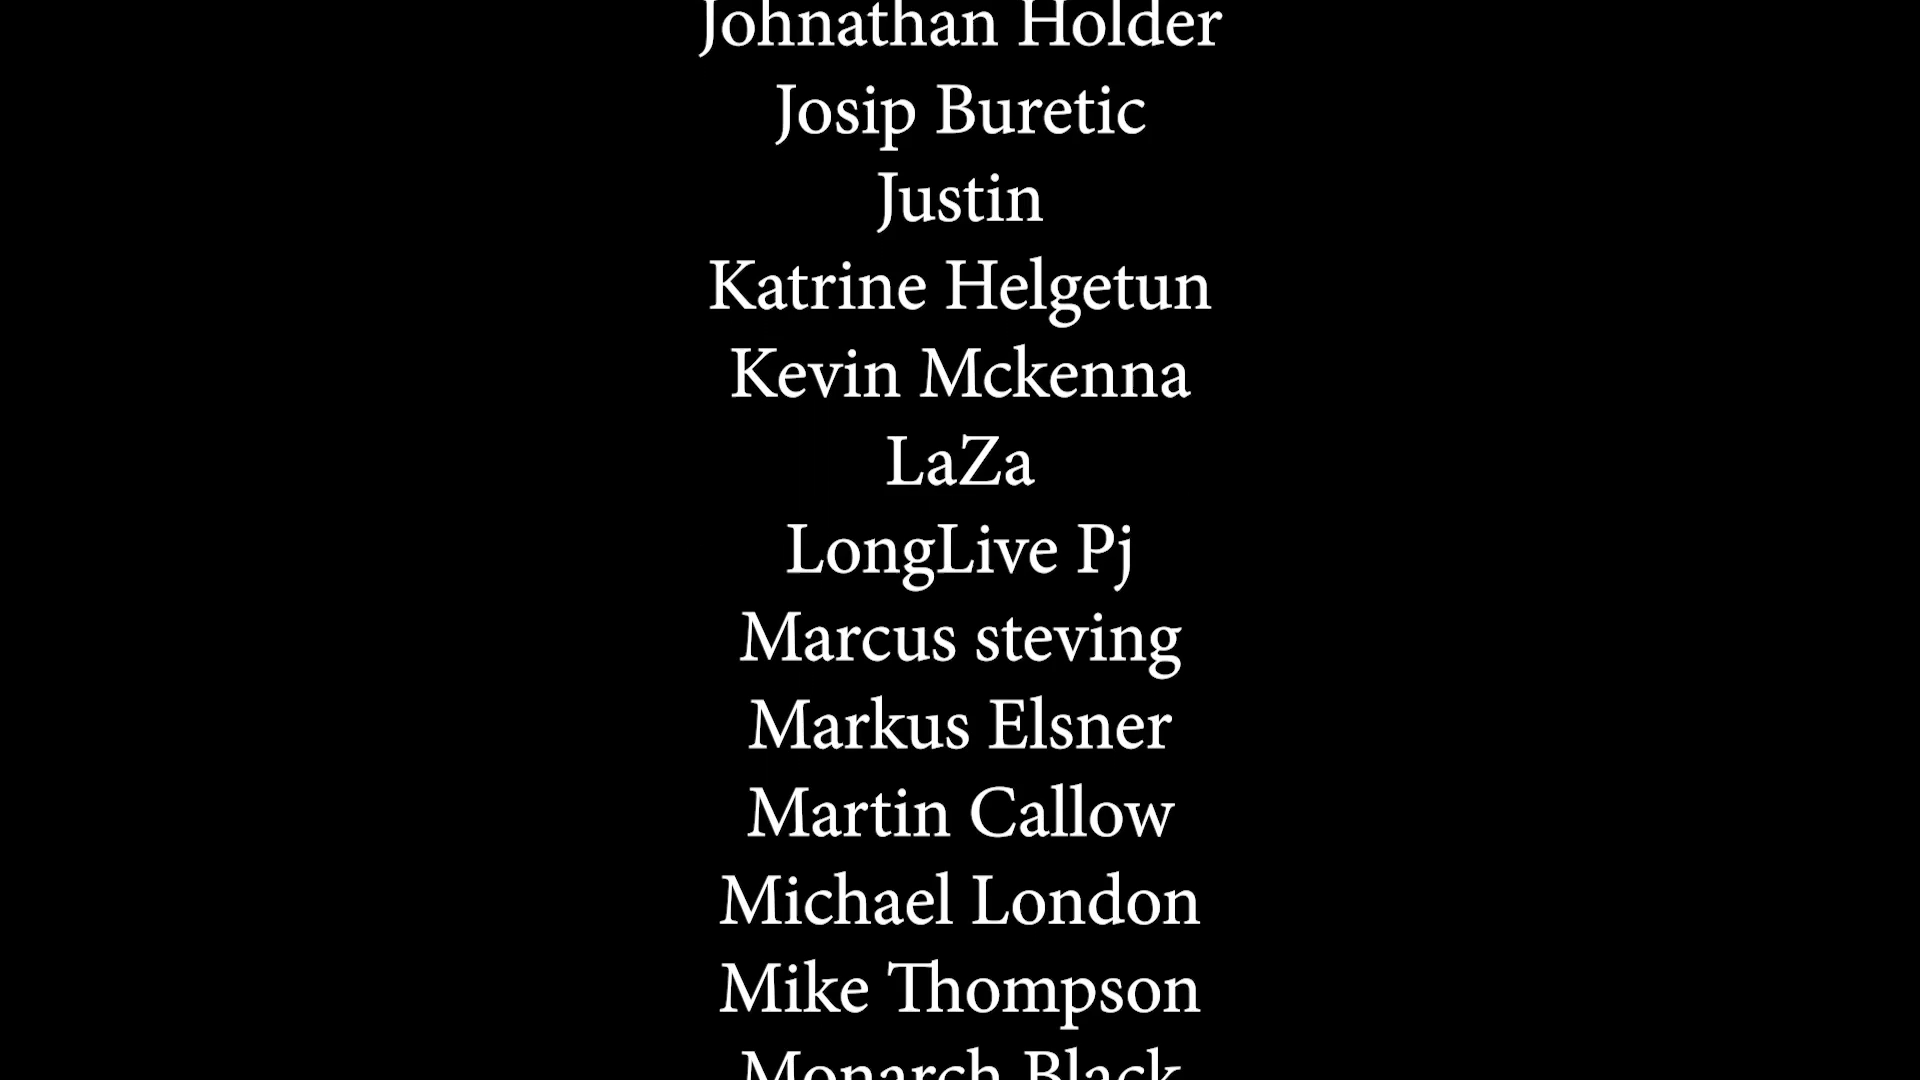 Johnathan Holder
Josip Buretic
Justin
Katrine Helgetun
Kevin Mckenna
LaZa
LongLive Pj
Marcus steving
Markus Elsner
Martin Callow
Michael London
Mike Thompson
Monarch Black